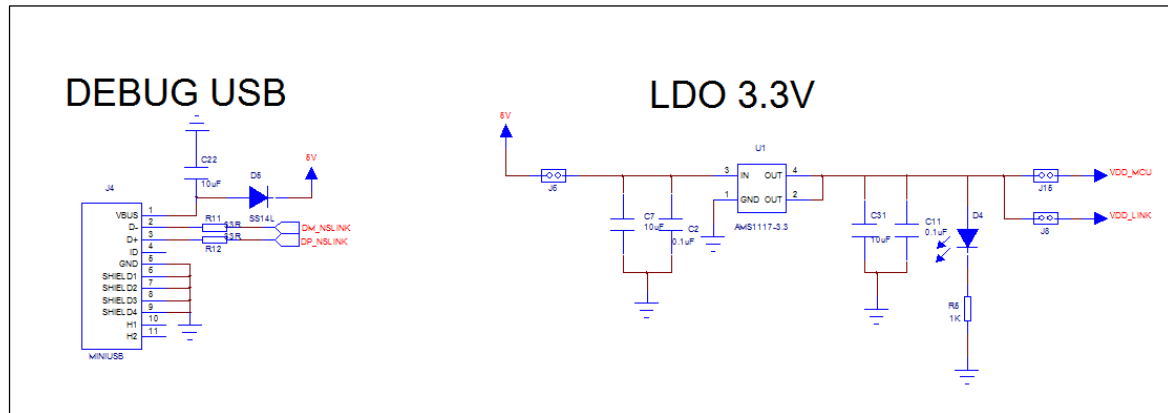 DEBUG USB
LDO 3.3V
C22
10uF
D5
SS14L
5V
J4
MINIUSB
VBUS 1
D- 2
D+ 3
ID 4
GND 5
SHIELD1 6
SHIELD2 7
SHIELD3 8
SHIELD4 9
H1 10
H2 11
R11
33R
DM_NSLINK
33R
DP_NSLINK
R12
5V
J6
C7
10uF
C2
0.1uF
U1
3 IN OUT 4
1 GND OUT 2
AMS1117-3.3
C31
10uF
C11
0.1uF
D4
R5
1K
J15
VDD_MCU
J8
VDD_LINK